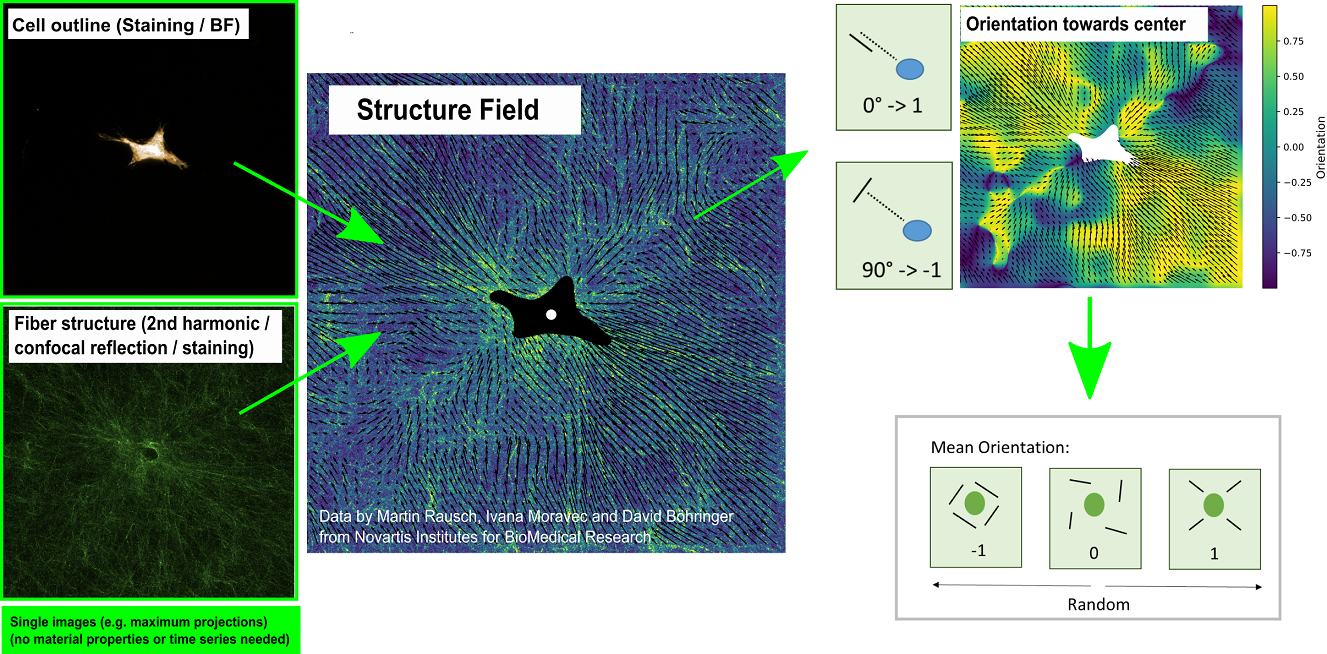 Cell outline (Staining / BF)
Fiber structure (2nd harmonic /
confocal reflection / staining)
Single images (e.g. maximum projections)
(no material properties or time series needed)
Structure Field
Data by Martin Rausch, Ivana Moravec and David Böhringer
from Novartis Institutes for BioMedical Research
0° -> 1
90° -> -1
Orientation towards center
0.75
0.50
0.25
0.00
−0.25
−0.50
−0.75
Orientation
Mean Orientation:
-1
0
1
Random